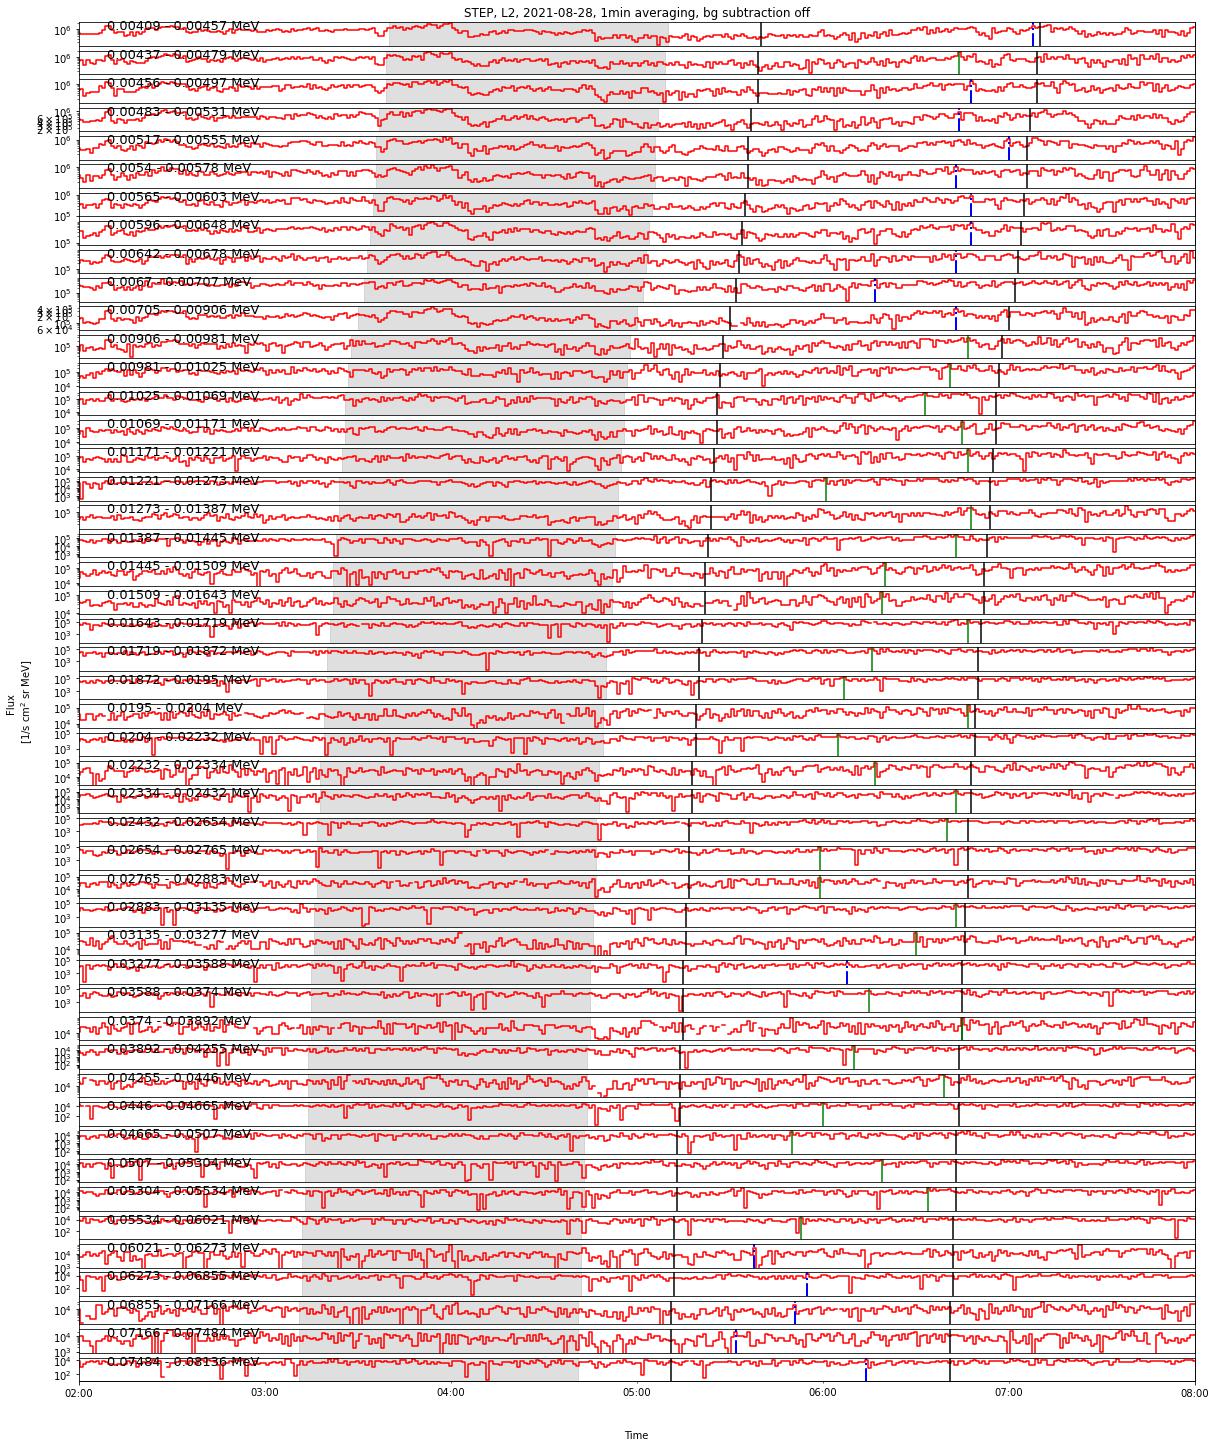 STEP, L2, 2021-08-28, 1min averaging, bg subtraction off
0.00409 - 0.00457 MeV
0.00437 - 0.00479 MeV
0.00456 - 0.00497 MeV
0.00483 - 0.00531 MeV
0.00517 - 0.00555 MeV
0.0054 - 0.00578 MeV
0.00565 - 0.00603 MeV
0.00596 - 0.00648 MeV
0.00642 - 0.00678 MeV
0.0067 - 0.00707 MeV
0.00705 - 0.00906 MeV
0.00906 - 0.00981 MeV
0.00981 - 0.01025 MeV
0.01025 - 0.01069 MeV
0.01069 - 0.01171 MeV
0.01171 - 0.01221 MeV
0.01221 - 0.01273 MeV
0.01273 - 0.01387 MeV
0.01387 - 0.01445 MeV
0.01445 - 0.01509 MeV
0.01509 - 0.01643 MeV
0.01643 - 0.01719 MeV
0.01719 - 0.01872 MeV
0.01872 - 0.0195 MeV
0.0195 - 0.0204 MeV
0.0204 - 0.02232 MeV
0.02232 - 0.02334 MeV
0.02334 - 0.02432 MeV
0.02432 - 0.02654 MeV
0.02654 - 0.02765 MeV
0.02765 - 0.02883 MeV
0.02883 - 0.03135 MeV
0.03135 - 0.03277 MeV
0.03277 - 0.03588 MeV
0.03588 - 0.0374 MeV
0.0374 - 0.03892 MeV
0.03892 - 0.04255 MeV
0.04255 - 0.0446 MeV
0.0446 - 0.04665 MeV
0.04665 - 0.0507 MeV
0.0507 - 0.05304 MeV
0.05304 - 0.05534 MeV
0.05534 - 0.06021 MeV
0.06021 - 0.06273 MeV
0.06273 - 0.06855 MeV
0.06855 - 0.07166 MeV
0.07166 - 0.07484 MeV
0.07484 - 0.08136 MeV
Flux
[1/s cm² sr MeV]
02:00 03:00 04:00 05:00 06:00 07:00 08:00
Time